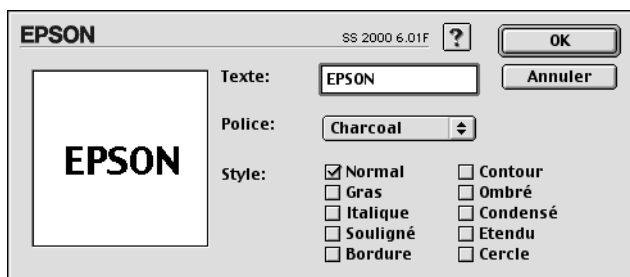 EPSON
SS 2000 6.01F
?
OK
Texte:
EPSON
Annuler
Police:
Charcoal
EPSON
Style:
Normal
Contour
Gras
Ombré
Italique
Condensé
Souligné
Etendu
Bordure
Cercle